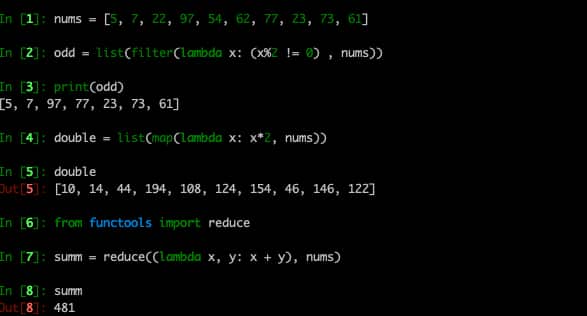 In [1]: nums = [5, 7, 22, 97, 54, 62, 77, 23, 73, 61]
In [2]: odd = list(filter(lambda x: (x%2 != 0) , nums))
In [3]: print(odd)
[5, 7, 97, 77, 23, 73, 61]
In [4]: double = list(map(lambda x: x*2, nums))
In [5]: double
Out[5]: [10, 14, 44, 194, 108, 124, 154, 46, 146, 122]
In [6]: from functools import reduce
In [7]: summ = reduce((lambda x, y: x + y), nums)
In [8]: summ
Out[8]: 481